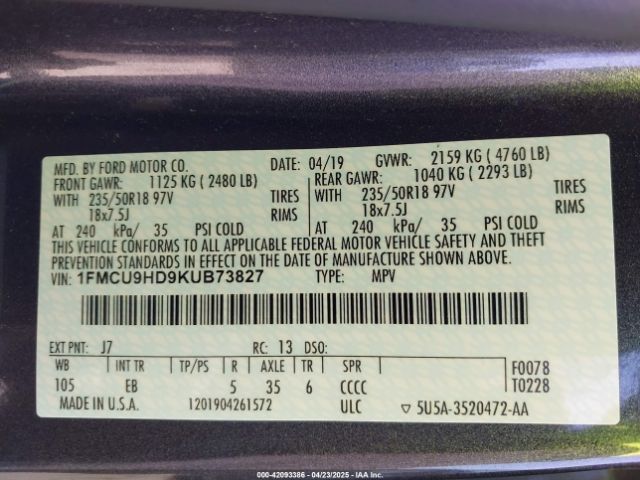 MFD. BY FORD MOTOR CO. DATE: 04/19 GVWR: 2159 KG ( 4760 LB)
FRONT GAWR: 1125 KG ( 2480 LB) REAR GAWR: 1040 KG ( 2293 LB)
WITH 235/50R18 97V TIRES WITH 235/50R18 97V TIRES
18x7.5J RIMS 18x7.5J RIMS
AT 240 kPa/ 35 PSI COLD AT 240 kPa/ 35 PSI COLD
THIS VEHICLE CONFORMS TO ALL APPLICABLE FEDERAL MOTOR VEHICLE SAFETY AND THEFT
PREVENTION STANDARDS IN EFFECT ON THE DATE OF MANUFACTURE SHOWN ABOVE.
VIN: 1FMCU9HD9KUB73827 TYPE: MPV
EXT PNT: J7 RC: 13 DSO:
WB INT TR TP/PS R AXLE TR SPR F0078
105 EB 5 35 6 CCCC T0228
MADE IN U.S.A. 1201904261572 ULC ▽ 5U5A-3520472-AA
000-42093386 | 04/23/2025 - IAA Inc.